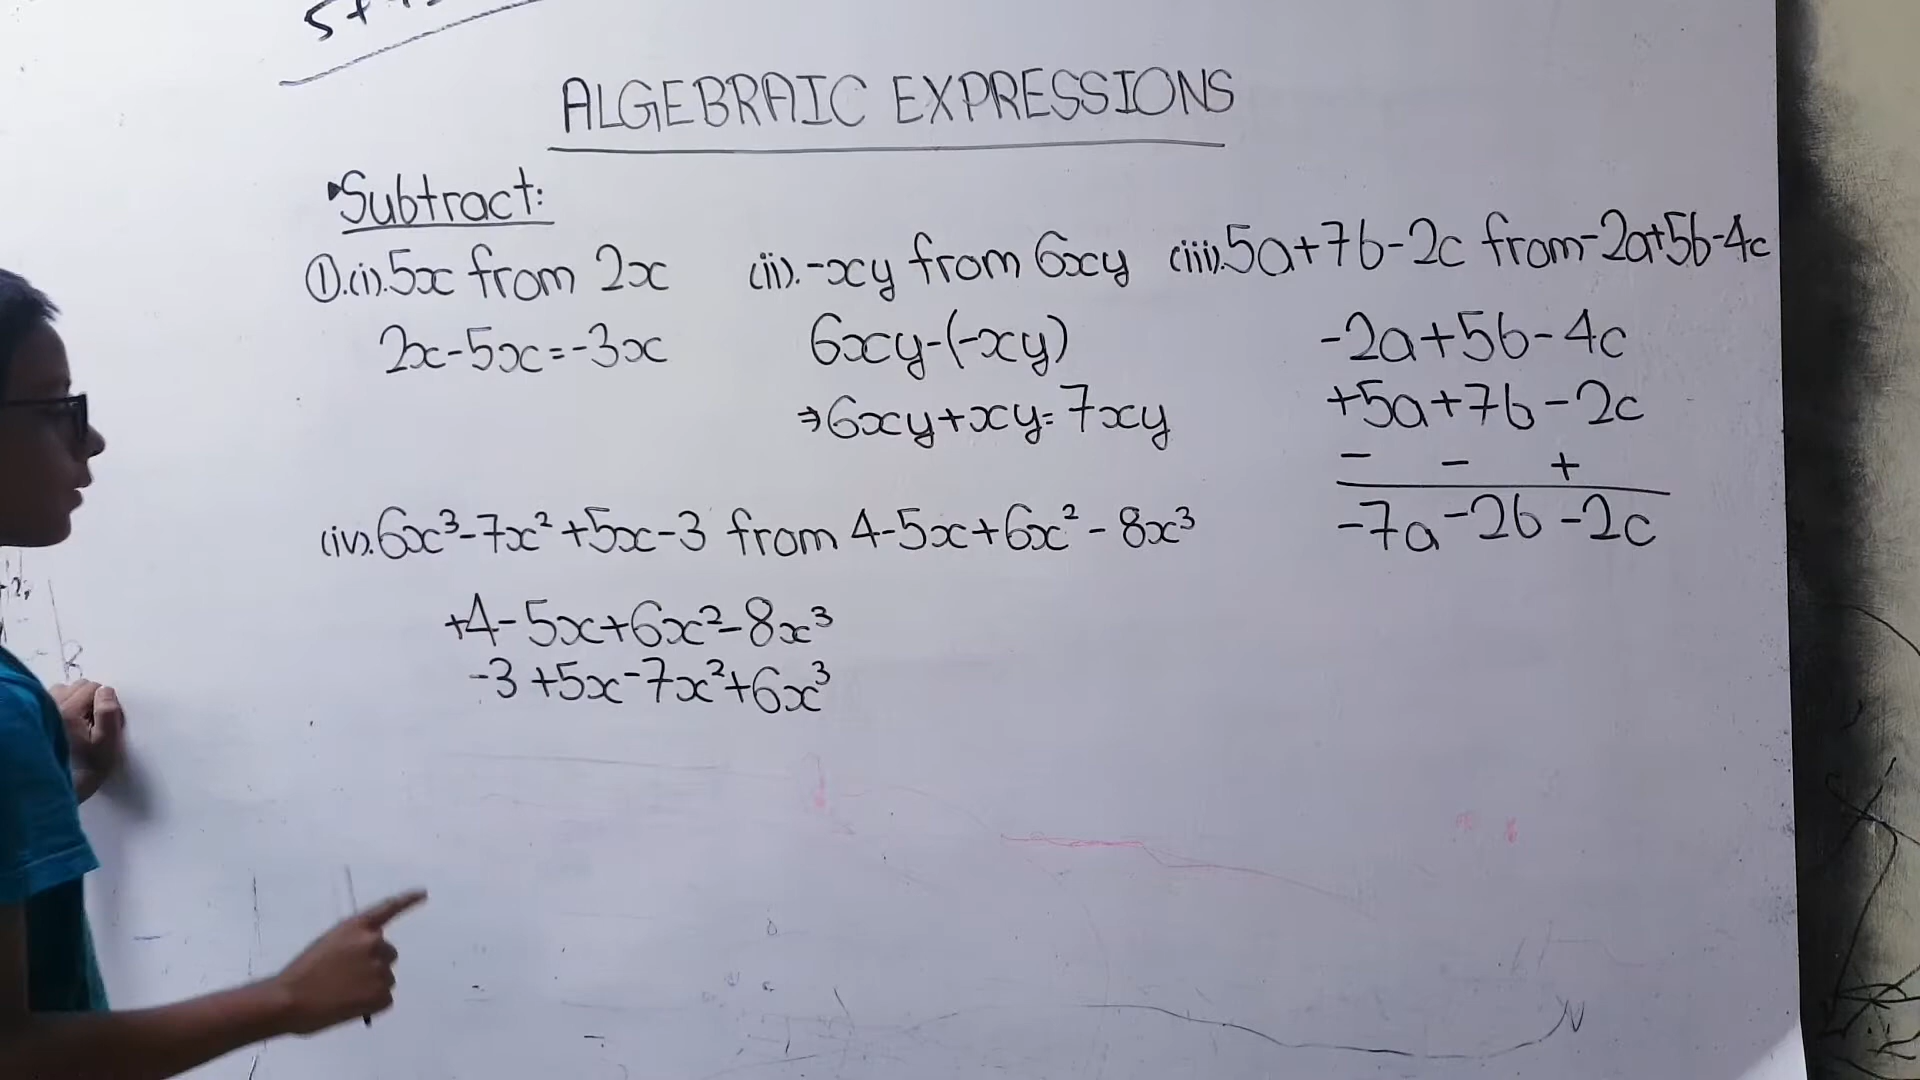 5+
ALGEBRAIC EXPRESSIONS
Subtract:
①.(i). 5x from 2x
2x-5x=-3x
(ii). -xy from 6xy
6xy-(-xy)
⇒6xy+xy=7xy
(iii). 5a+7b-2c from -2a+5b-4c
-2a+5b-4c
+5a+7b-2c
- - +
-7a-2b-2c
(iv). 6x³-7x²+5x-3 from 4-5x+6x²-8x³
+4-5x+6x²-8x³
-3+5x-7x²+6x³